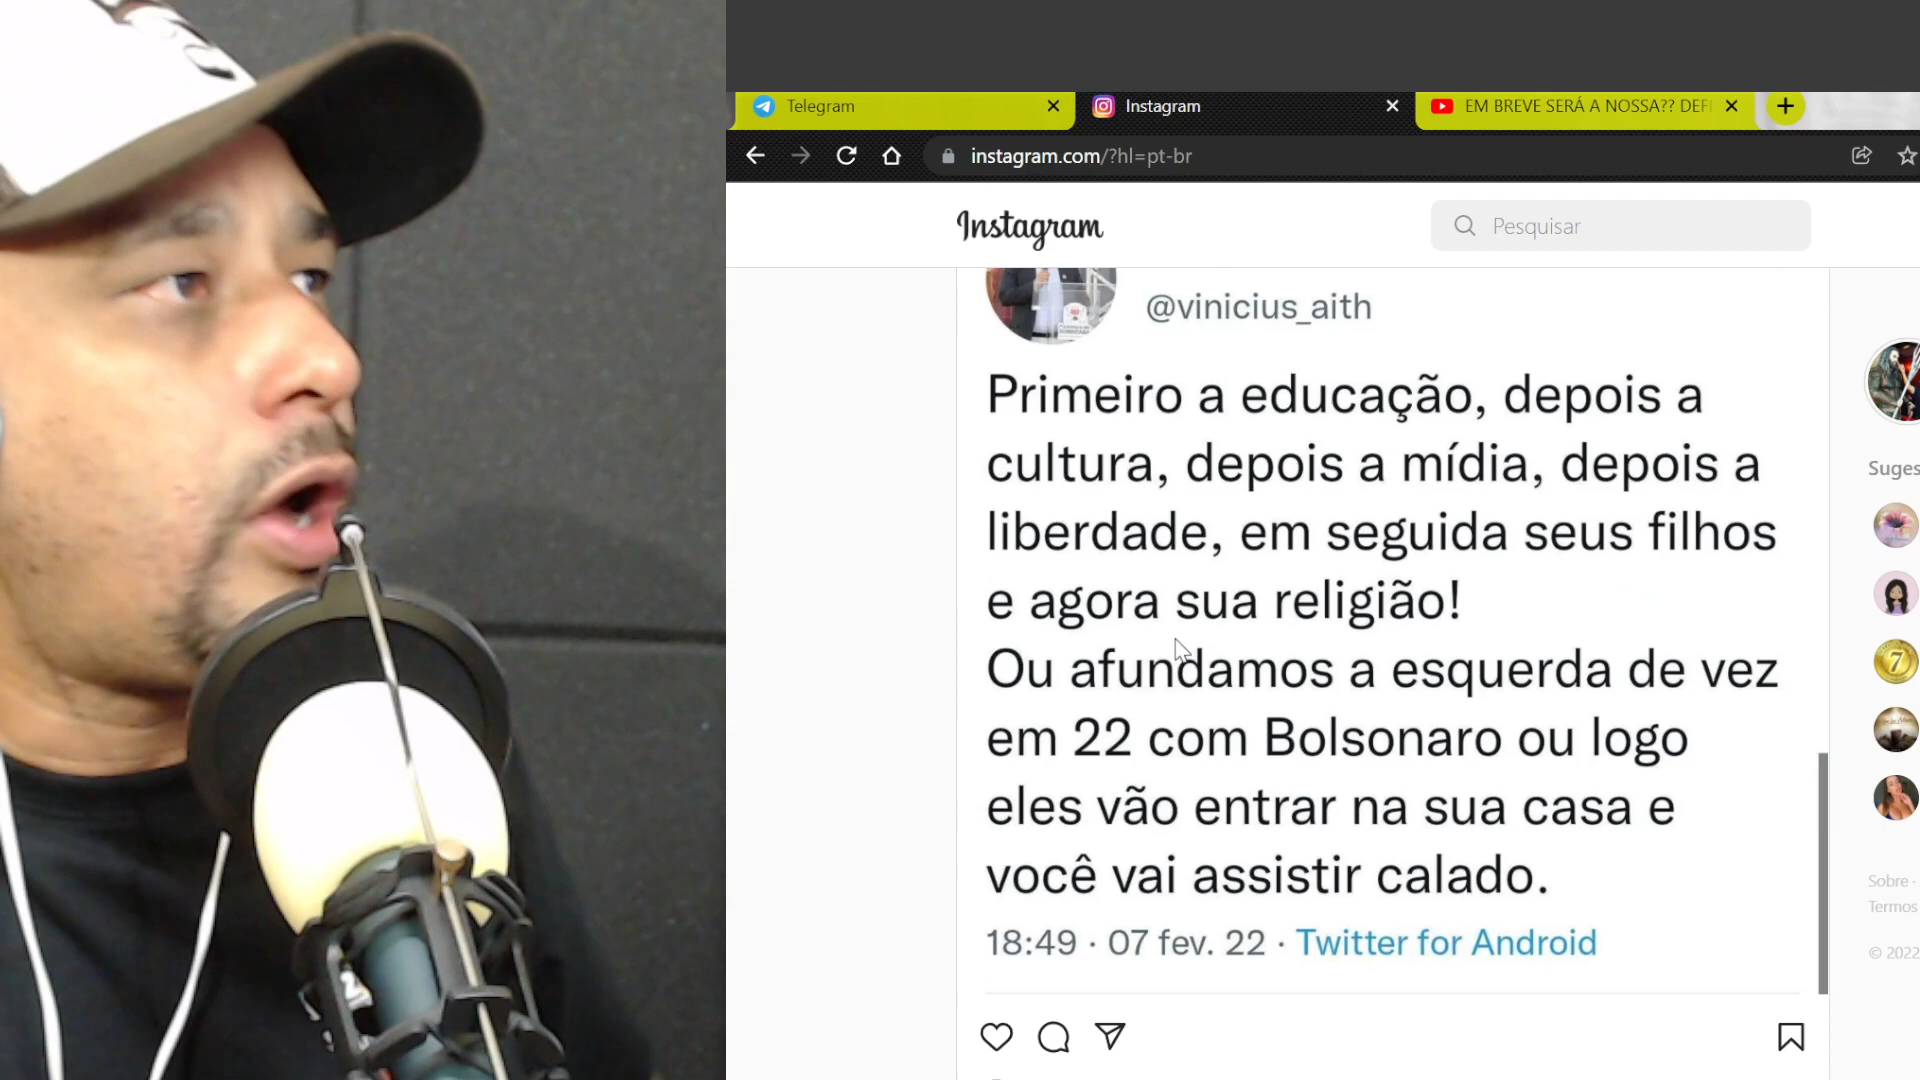 Telegram
Instagram
EM BREVE SERÁ A NOSSA?? DEFI
instagram.com/?hl=pt-br
Instagram
Pesquisar
@vinicius_aith
Primeiro a educação, depois a
cultura, depois a mídia, depois a
liberdade, em seguida seus filhos
e agora sua religião!
Ou afundamos a esquerda de vez
em 22 com Bolsonaro ou logo
eles vão entrar na sua casa e
você vai assistir calado.
18:49 · 07 fev. 22 · Twitter for Android
Suges
7
Sobre ·
Termos
© 2022